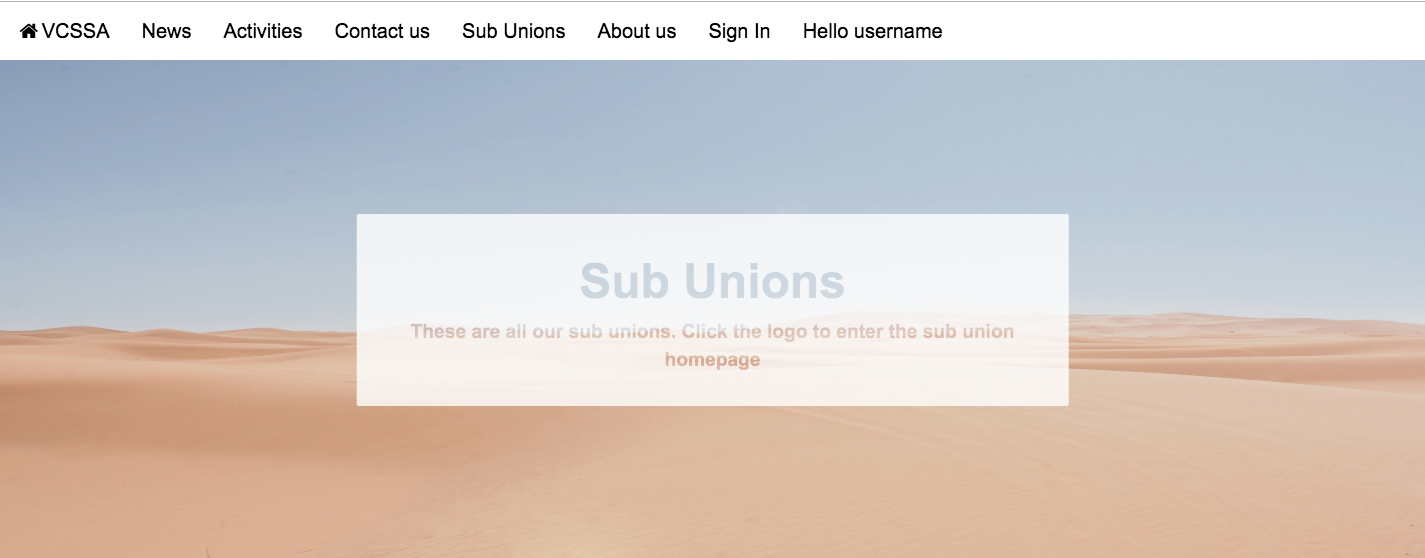 VCSSA News Activities Contact us Sub Unions About us Sign In Hello username
Sub Unions
These are all our sub unions. Click the logo to enter the sub union
homepage